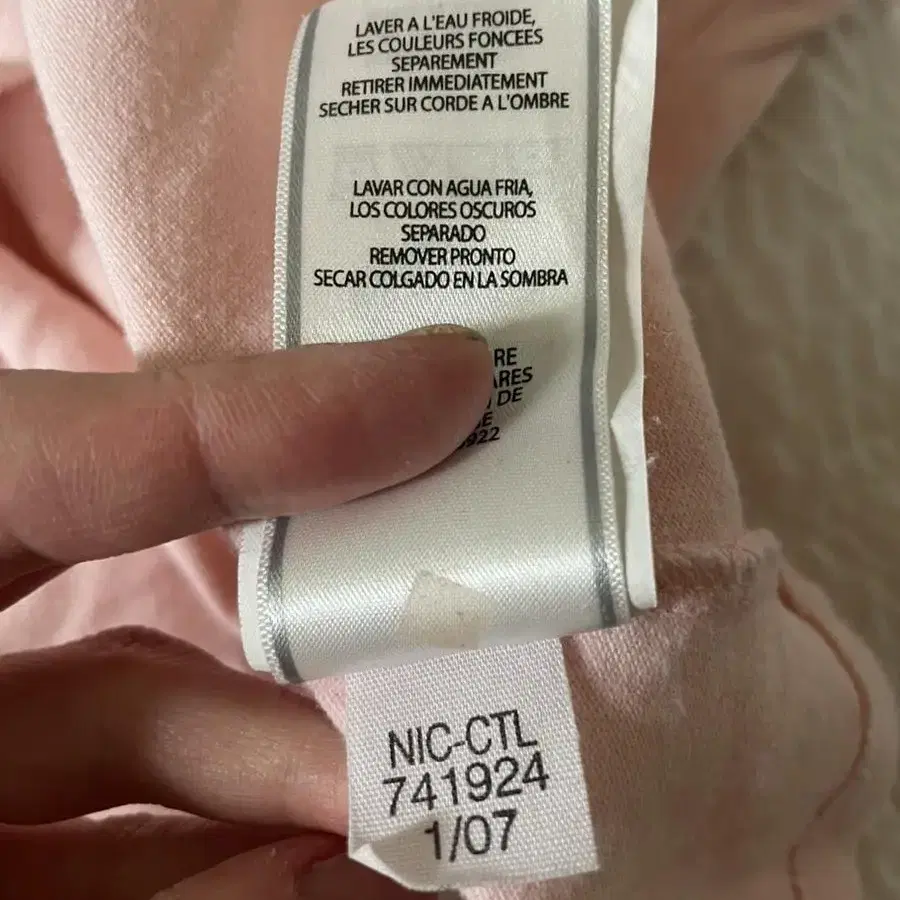 LAVER A L'EAU FROIDE,
LES COULEURS FONCEES
SEPAREMENT
RETIRER IMMEDIATEMENT
SECHER SUR CORDE A L'OMBRE
LAVAR CON AGUA FRIA,
LOS COLORES OSCUROS
SEPARADO
REMOVER PRONTO
SECAR COLGADO EN LA SOMBRA
DE
NIC-CTL
741924
1/07